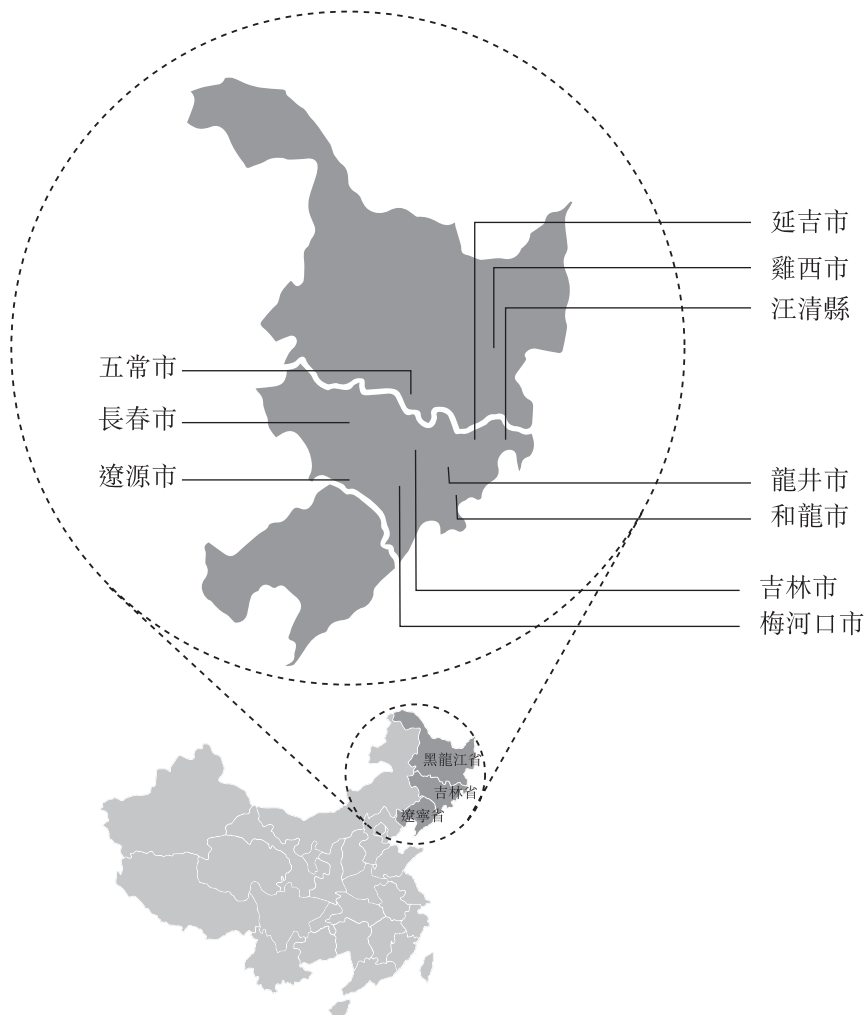 延吉市
雞西市
汪清縣
五常市
長春市
遼源市
龍井市
和龍市
吉林市
梅河口市
黑龍江省
吉林省
遼寧省